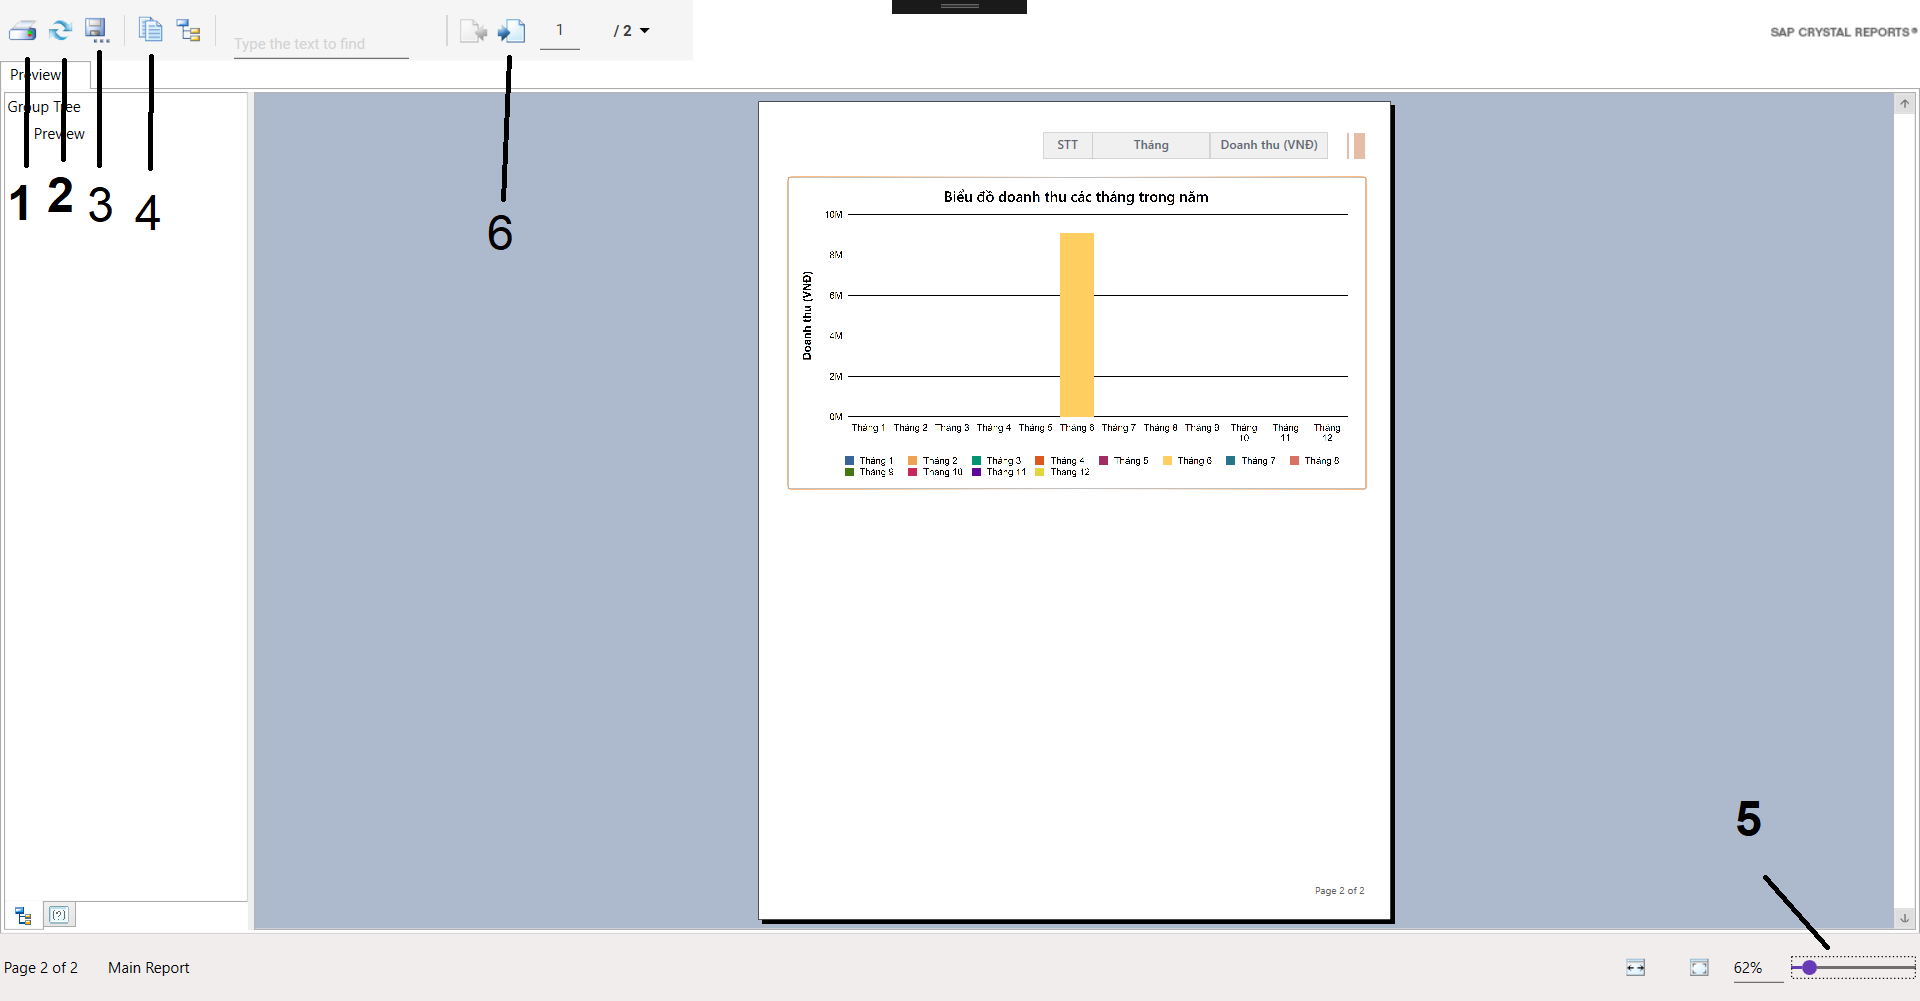 Type the text to find
1
/ 2
SAP CRYSTAL REPORTS®
Preview
Group Tree
Preview
1
2
3
4
6
STT
Tháng
Doanh thu (VNĐ)
Biểu đồ doanh thu các tháng trong năm
Doanh thu (VNĐ)
10M
8M
6M
4M
2M
0M
Tháng 1
Tháng 2
Tháng 3
Tháng 4
Tháng 5
Tháng 6
Tháng 7
Tháng 8
Tháng 9
Tháng
10
Tháng
11
Tháng
12
Tháng 1
Tháng 2
Tháng 3
Tháng 4
Tháng 5
Tháng 6
Tháng 7
Tháng 8
Tháng 9
Tháng 10
Tháng 11
Tháng 12
5
Page 2 of 2
(?)
Page 2 of 2
Main Report
62%